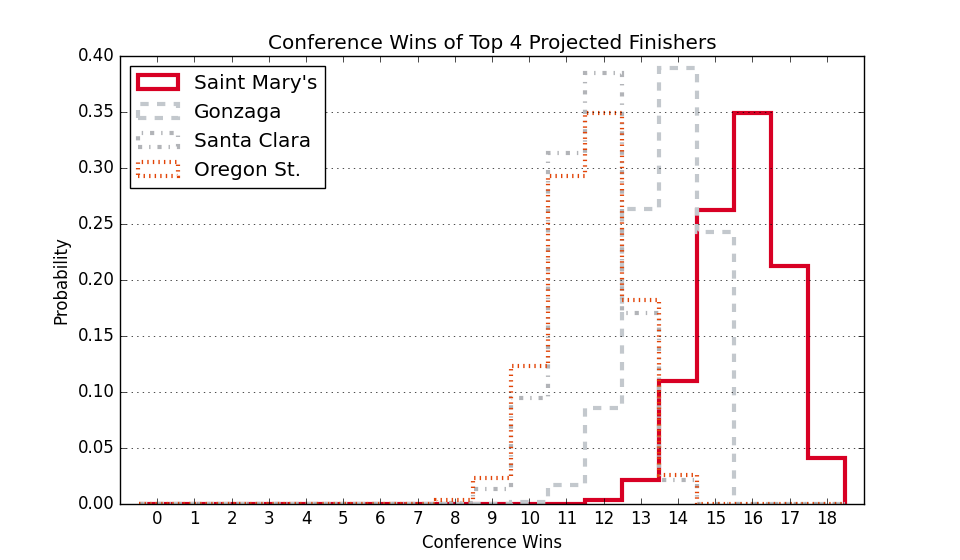 Conference Wins of Top 4 Projected Finishers
0.40
0.35
0.30
0.25
0.20
0.15
0.10
0.05
0.00
Probability
Saint Mary's
Gonzaga
Santa Clara
Oregon St.
0 1 2 3 4 5 6 7 8 9 10 11 12 13 14 15 16 17 18
Conference Wins